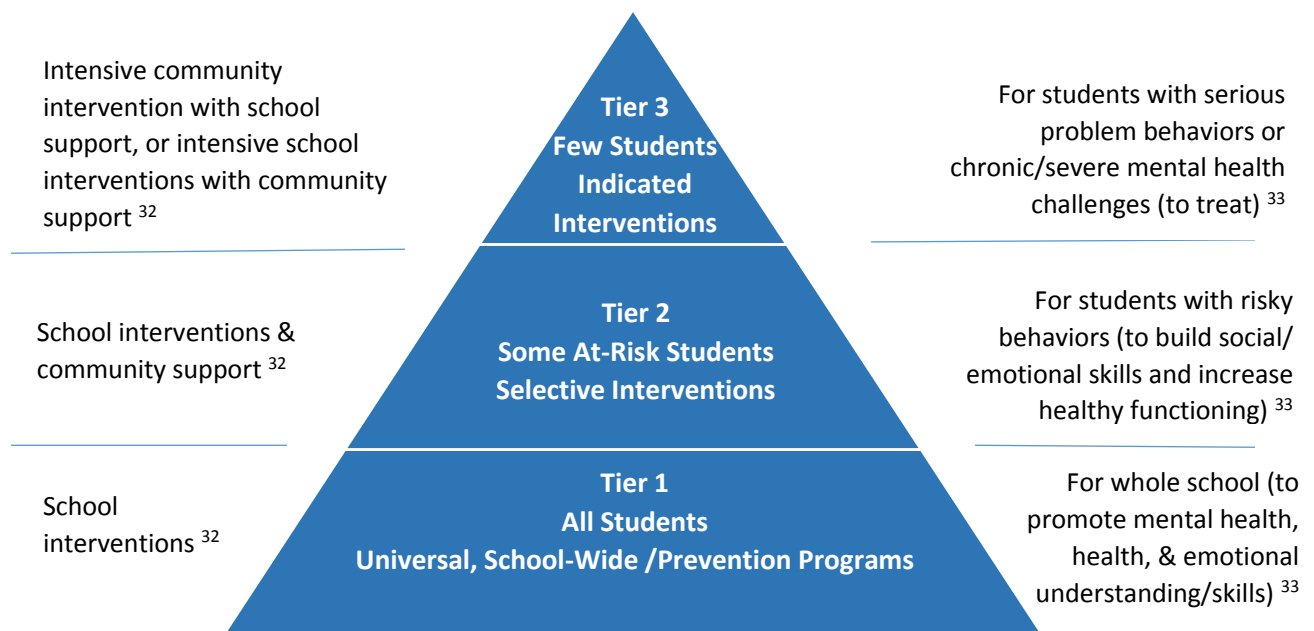 Intensive community
intervention with school
support, or intensive school
interventions with community
support 32
Tier 3
Few Students
Indicated
Interventions
For students with serious
problem behaviors or
chronic/severe mental health
challenges (to treat) 33
School interventions &
community support 32
Tier 2
Some At-Risk Students
Selective Interventions
For students with risky
behaviors (to build social/
emotional skills and increase
healthy functioning) 33
School
interventions 32
Tier 1
All Students
Universal, School-Wide /Prevention Programs
For whole school (to
promote mental health,
health, & emotional
understanding/skills) 33